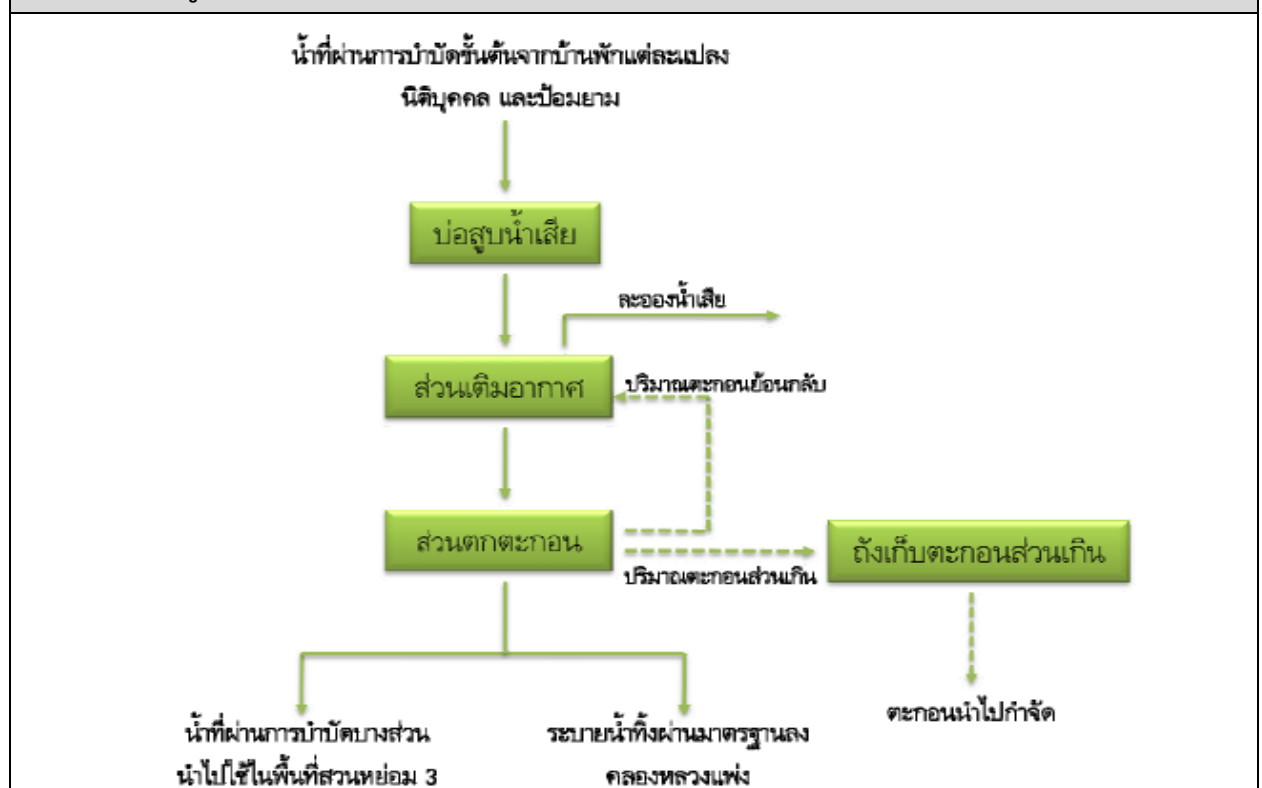 น้ำที่ผ่านการบำบัดขั้นต้นจากบ้านพักแต่ละแปลง
นิติบุคคล และป้อมยาม
บ่อสูบน้ำเสีย
ละอองน้ำเสีย
ส่วนเติมอากาศ
ปริมาณตะกอนย้อนกลับ
ส่วนตกตะกอน
ถังเก็บตะกอนส่วนเกิน
ปริมาณตะกอนส่วนเกิน
ตะกอนนำไปกำจัด
น้ำที่ผ่านการบำบัดบางส่วน
นำไปใช้ในพื้นที่สวนหย่อม 3
ระบายน้ำทิ้งผ่านมาตรฐานลง
คลองหลวงแพ่ง